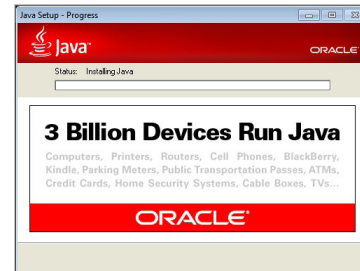 Java Setup - Progress
Java
ORACLE
Status: Installing Java
3 Billion Devices Run Java
Computers, Printers, Routers, Cell Phones, BlackBerry,
Kindle, Parking Meters, Public Transportation Passes, ATMs,
Credit Cards, Home Security Systems, Cable Boxes, TVs...
ORACLE